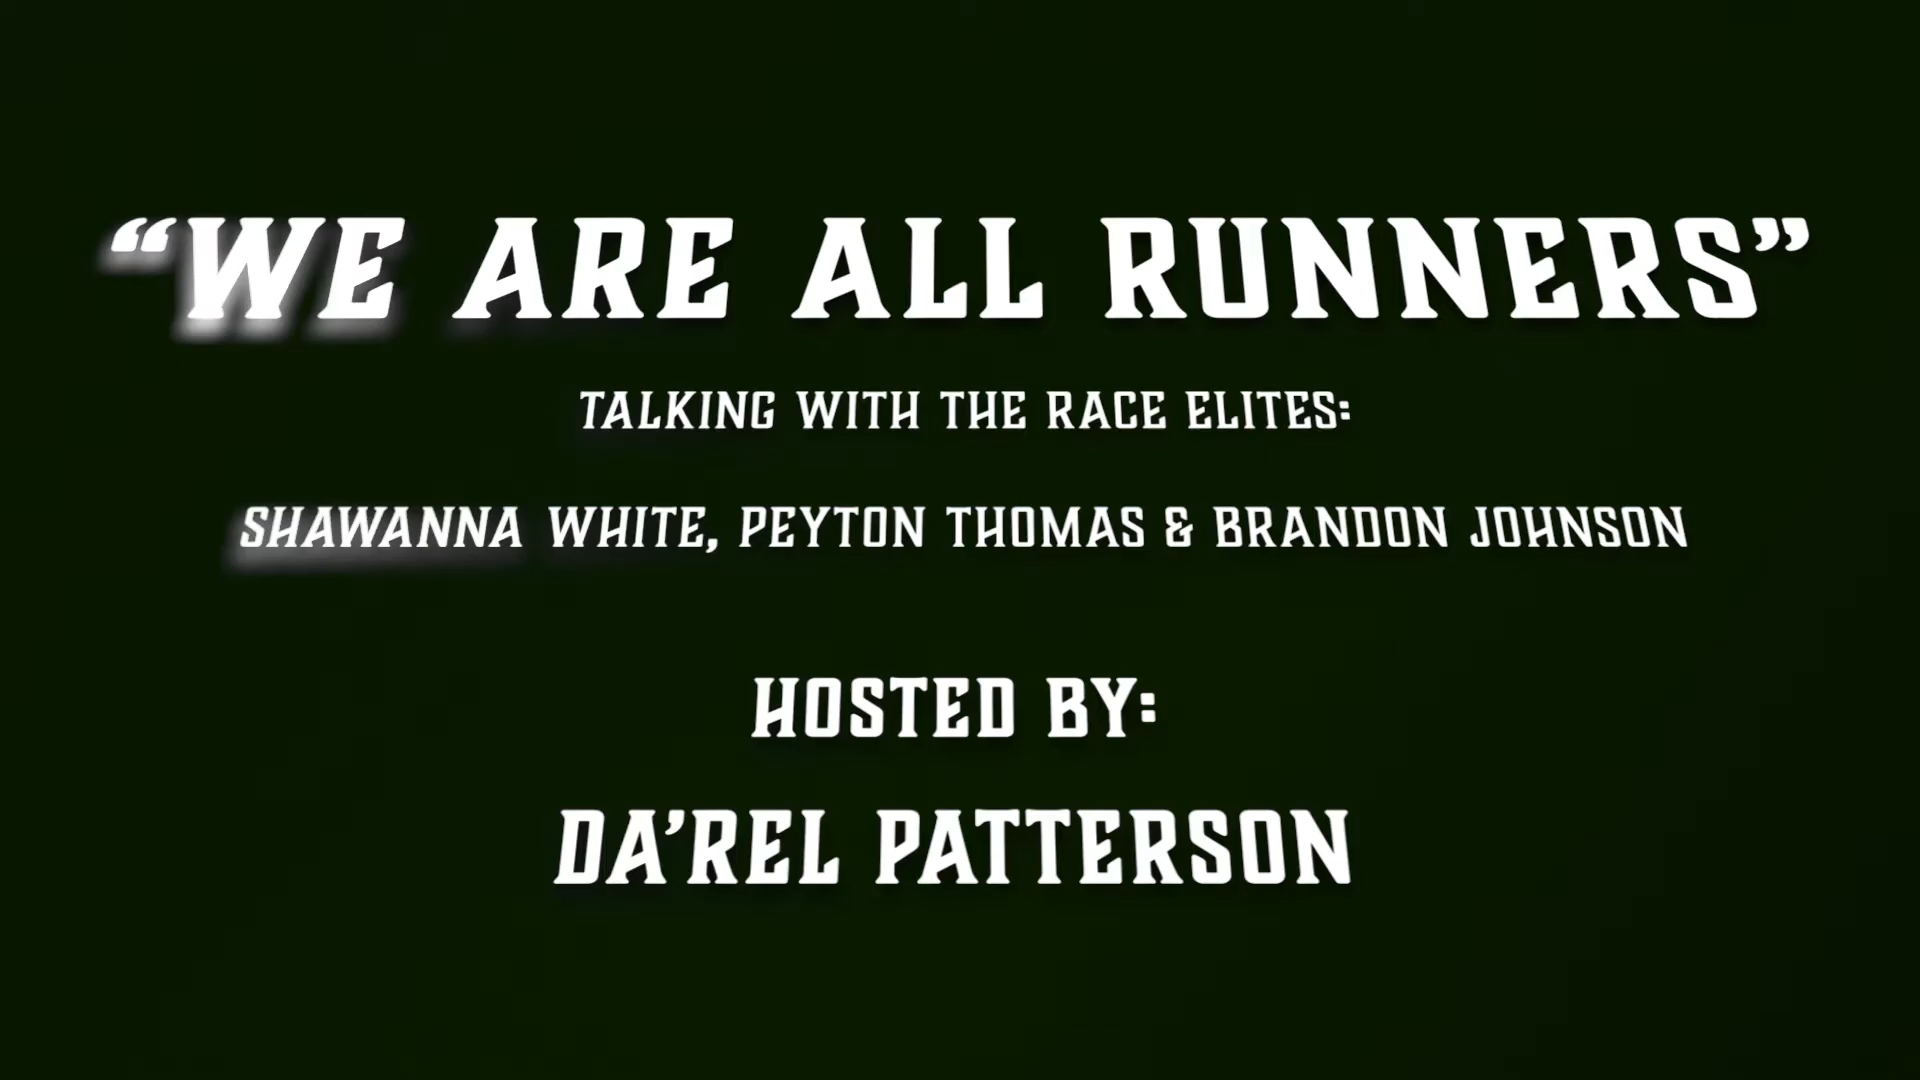 “WE ARE ALL RUNNERS”
TALKING WITH THE RACE ELITES:
SHAWANNA WHITE, PEYTON THOMAS & BRANDON JOHNSON
HOSTED BY:
DA’REL PATTERSON